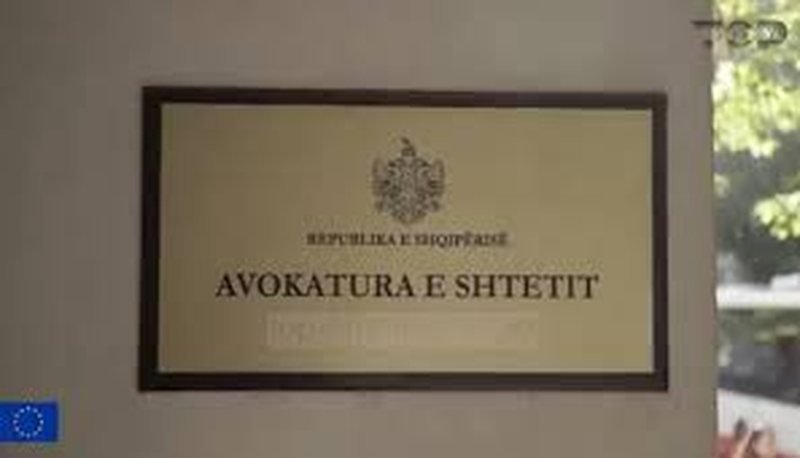 REPUBLIKA E SHQIPËRISË
AVOKATURA E SHTETIT